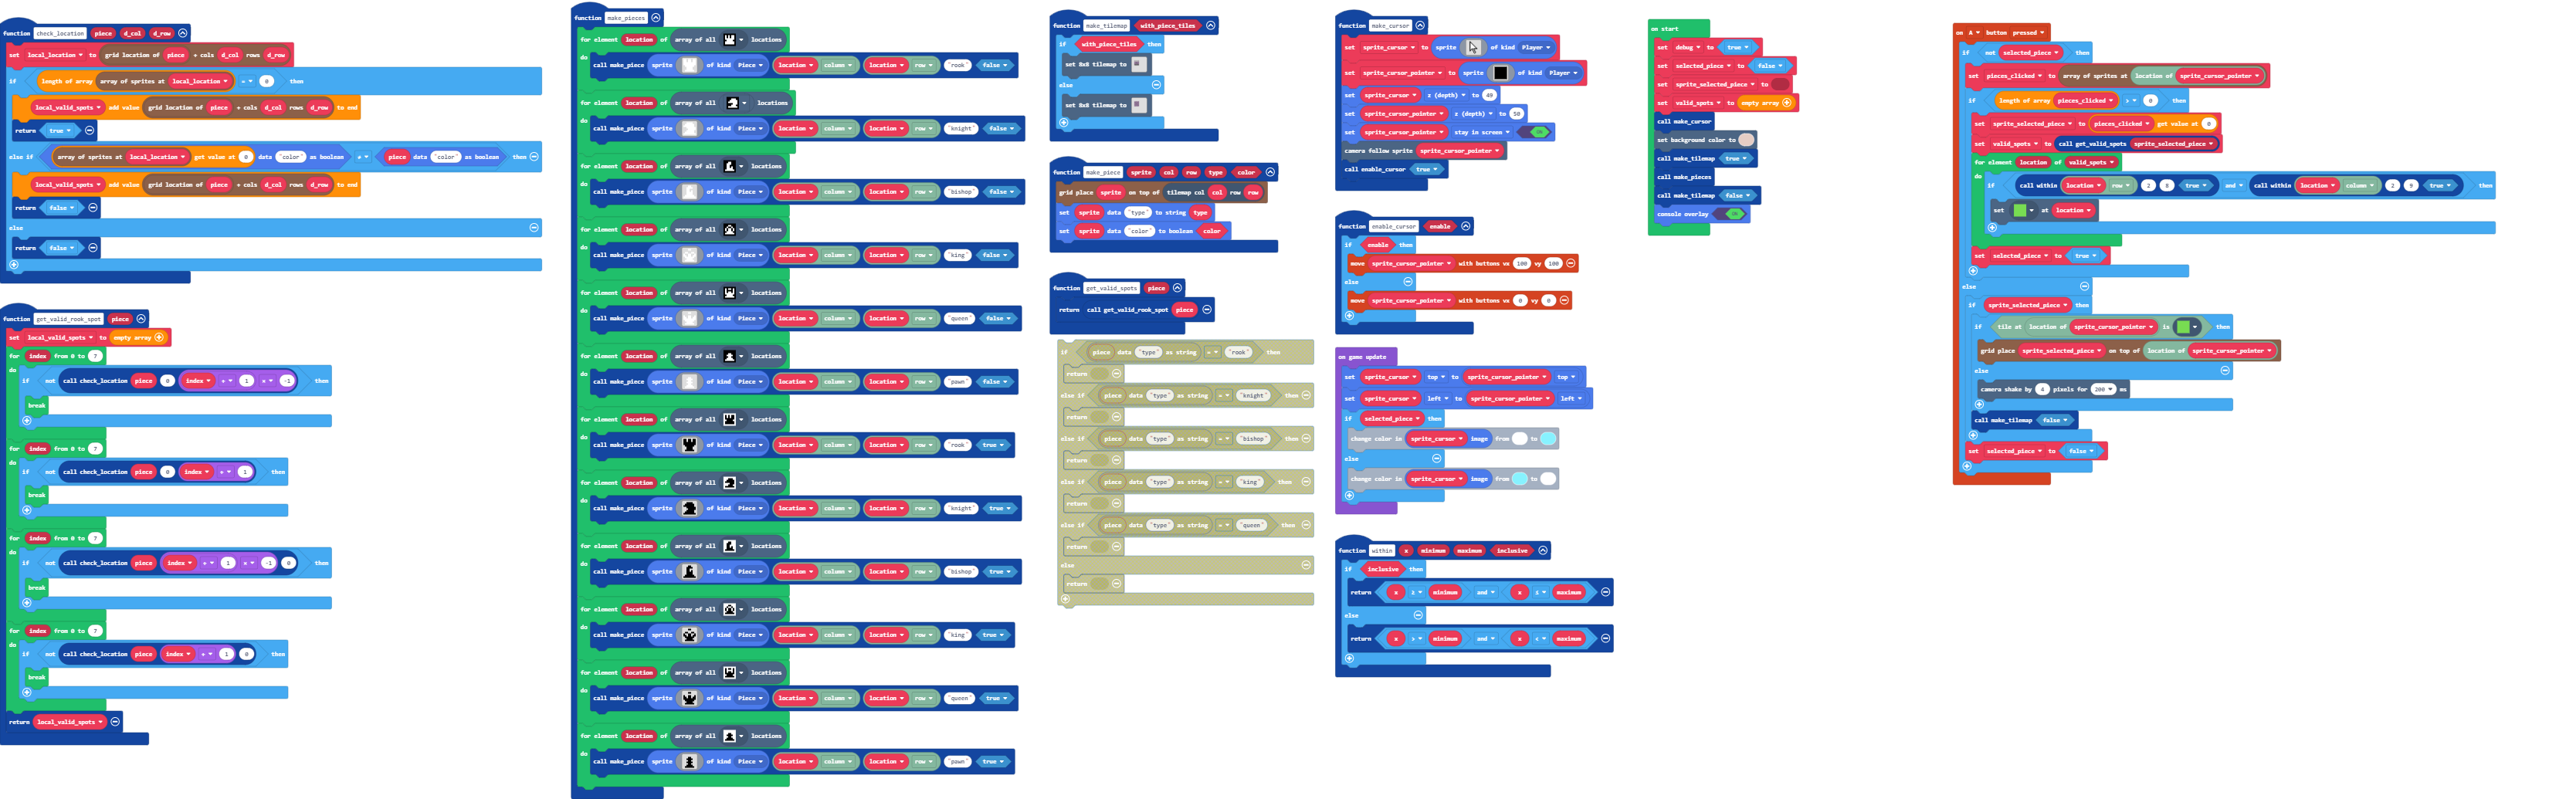 function check_location piece d_col d_row
set local_location to grid location of piece + cols d_col rows d_row
if length of array array of sprites at local_location = 0 then
local_valid_spots add value grid location of piece + cols d_col rows d_row to end
return true
else if array of sprites at local_location get value at 0 data "color" as boolean ≠ piece data "color" as boolean then
local_valid_spots add value grid location of piece + cols d_col rows d_row to end
return false
else
return false
function get_valid_rook_spot piece
set local_valid_spots to empty array
for index from 0 to 7
do
if not call check_location piece 0 index + 1 × -1 then
break
for index from 0 to 7
do
if not call check_location piece 0 index + 1 then
break
for index from 0 to 7
do
if not call check_location piece index + 1 × -1 0 then
break
for index from 0 to 7
do
if not call check_location piece index + 1 0 then
break
return local_valid_spots
function make_pieces
for element location of array of all locations
do call make_piece sprite of kind Piece location column location row "rook" false
for element location of array of all locations
do call make_piece sprite of kind Piece location column location row "knight" false
for element location of array of all locations
do call make_piece sprite of kind Piece location column location row "bishop" false
for element location of array of all locations
do call make_piece sprite of kind Piece location column location row "king" false
for element location of array of all locations
do call make_piece sprite of kind Piece location column location row "queen" false
for element location of array of all locations
do call make_piece sprite of kind Piece location column location row "pawn" false
for element location of array of all locations
do call make_piece sprite of kind Piece location column location row "rook" true
for element location of array of all locations
do call make_piece sprite of kind Piece location column location row "knight" true
for element location of array of all locations
do call make_piece sprite of kind Piece location column location row "bishop" true
for element location of array of all locations
do call make_piece sprite of kind Piece location column location row "king" true
for element location of array of all locations
do call make_piece sprite of kind Piece location column location row "queen" true
for element location of array of all locations
do call make_piece sprite of kind Piece location column location row "pawn" true
function make_tilemap with_piece_tiles
if with_piece_tiles then
set 8x8 tilemap to
else
set 8x8 tilemap to
function make_piece sprite col row type color
grid place sprite on top of tilemap col col row row
set sprite data "type" to string type
set sprite data "color" to boolean color
function get_valid_spots piece
return call get_valid_rook_spot piece
if piece data "type" as string = "rook" then
return
else if piece data "type" as string = "knight" then
return
else if piece data "type" as string = "bishop" then
return
else if piece data "type" as string = "king" then
return
else if piece data "type" as string = "queen" then
return
else
return
function make_cursor
set sprite_cursor to sprite of kind Player
set sprite_cursor_pointer to sprite of kind Player
set sprite_cursor z (depth) to 49
set sprite_cursor_pointer z (depth) to 50
set sprite_cursor_pointer stay in screen ON
camera follow sprite sprite_cursor_pointer
call enable_cursor true
function enable_cursor enable
if enable then
move sprite_cursor_pointer with buttons vx 100 vy 100
else
move sprite_cursor_pointer with buttons vx 0 vy 0
on game update
set sprite_cursor top to sprite_cursor_pointer top
set sprite_cursor left to sprite_cursor_pointer left
if selected_piece then
change color in sprite_cursor image from to
else
change color in sprite_cursor image from to
function within x minimum maximum inclusive
if inclusive then
return x ≥ minimum and x ≤ maximum
else
return x > minimum and x < maximum
on start
set debug to true
set selected_piece to false
set sprite_selected_piece to
set valid_spots to empty array
call make_cursor
set background color to
call make_tilemap true
call make_pieces
call make_tilemap false
console overlay ON
on A button pressed
if not selected_piece then
set pieces_clicked to array of sprites at location of sprite_cursor_pointer
if length of array pieces_clicked > 0 then
set sprite_selected_piece to pieces_clicked get value at 0
set valid_spots to call get_valid_spots sprite_selected_piece
for element location of valid_spots
do if call within location row 2 8 true and call within location column 2 9 true then
set at location
set selected_piece to true
else
if sprite_selected_piece then
if tile at location of sprite_cursor_pointer is then
grid place sprite_selected_piece on top of location of sprite_cursor_pointer
else
camera shake by 4 pixels for 200 ms
call make_tilemap false
set selected_piece to false